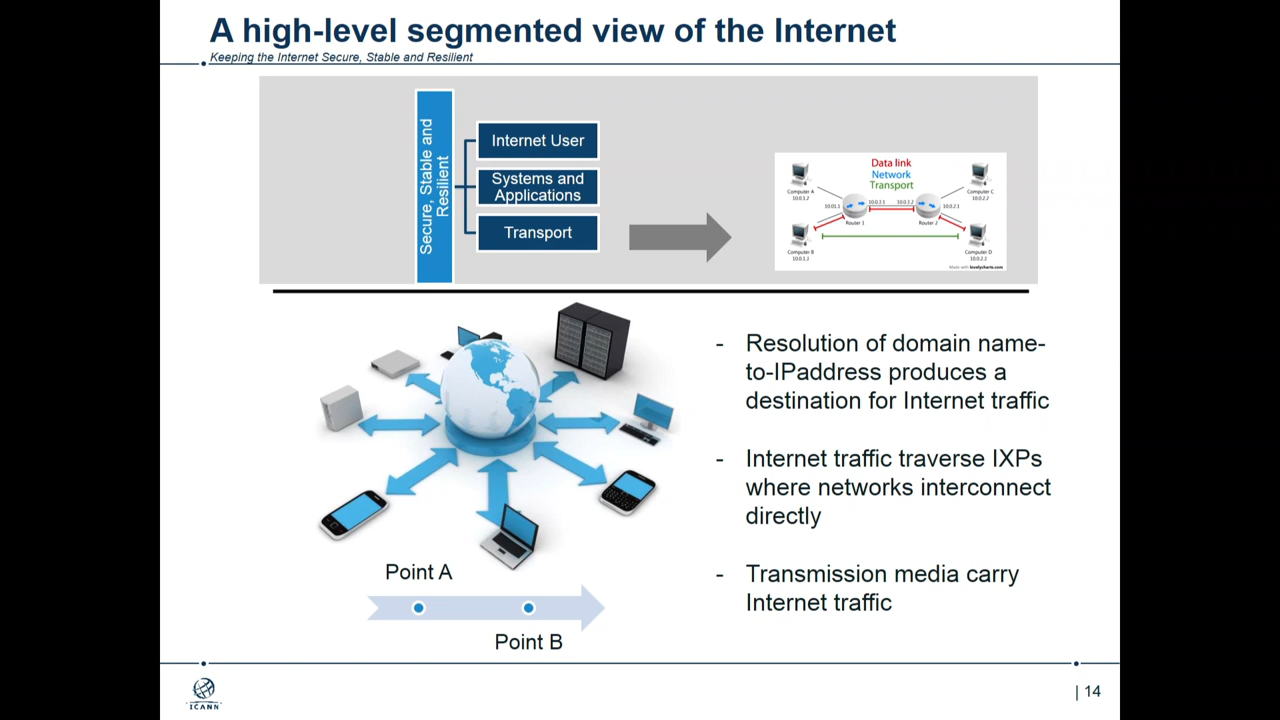 A high-level segmented view of the Internet
Keeping the Internet Secure, Stable and Resilient
Secure, Stable and
Resilient
Internet User
Systems and
Applications
Transport
Data link
Network
Transport
Computer A
10.0.1.2
Computer C
10.0.2.2
10.01.1
10.0.3.1
10.0.3.2
10.0.2.1
Router 1
Router 2
Computer B
Computer D
Made with lovelycharts.com
- Resolution of domain name-
to-IPaddress produces a
destination for Internet traffic
- Internet traffic traverse IXPs
where networks interconnect
directly
- Transmission media carry
Internet traffic
Point A
Point B
ICANN
| 14